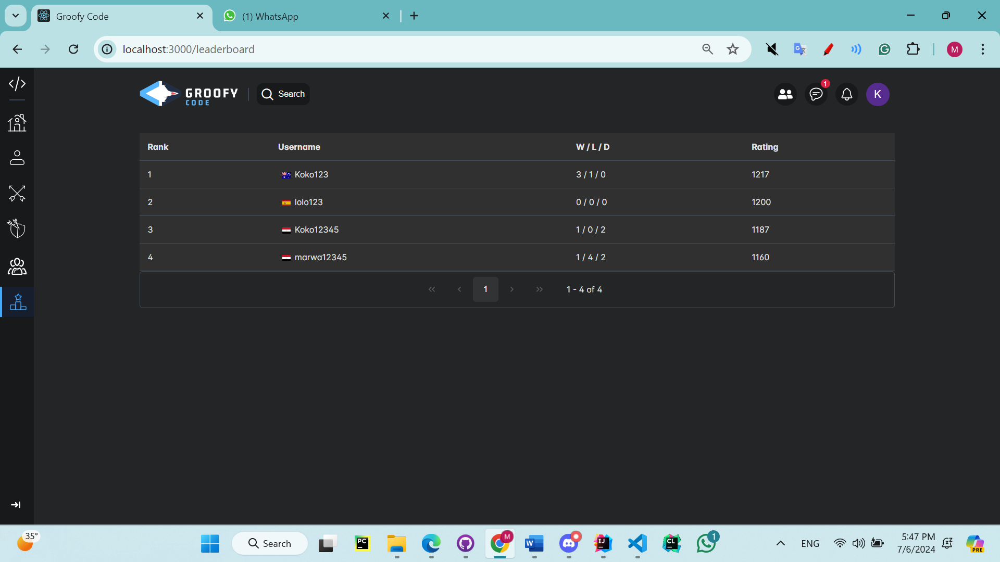 Groofy Code
(1) WhatsApp
localhost:3000/leaderboard
M
GROOFY
CODE
Search
1
K
Rank Username W / L / D Rating
1 Koko123 3 / 1 / 0 1217
2 lolo123 0 / 0 / 0 1200
3 Koko12345 1 / 0 / 2 1187
4 marwa12345 1 / 4 / 2 1160
« ‹ 1 › » 1 - 4 of 4
35°
Search
PC
M
W
IJ
CL
1
ENG
5:47 PM
7/6/2024
PRE